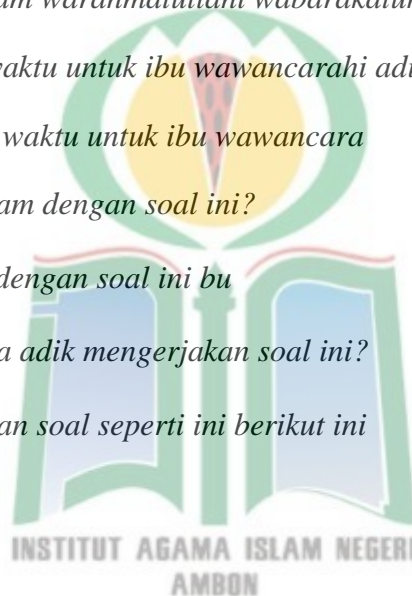 am warahmatullahi wabarakatuh
waktu untuk ibu wawancarahi adi
waktu untuk ibu wawancara
am dengan soal ini?
dengan soal ini bu
a adik mengerjakan soal ini?
an soal seperti ini berikut ini
INSTITUT AGAMA ISLAM NEGERI
AMBON